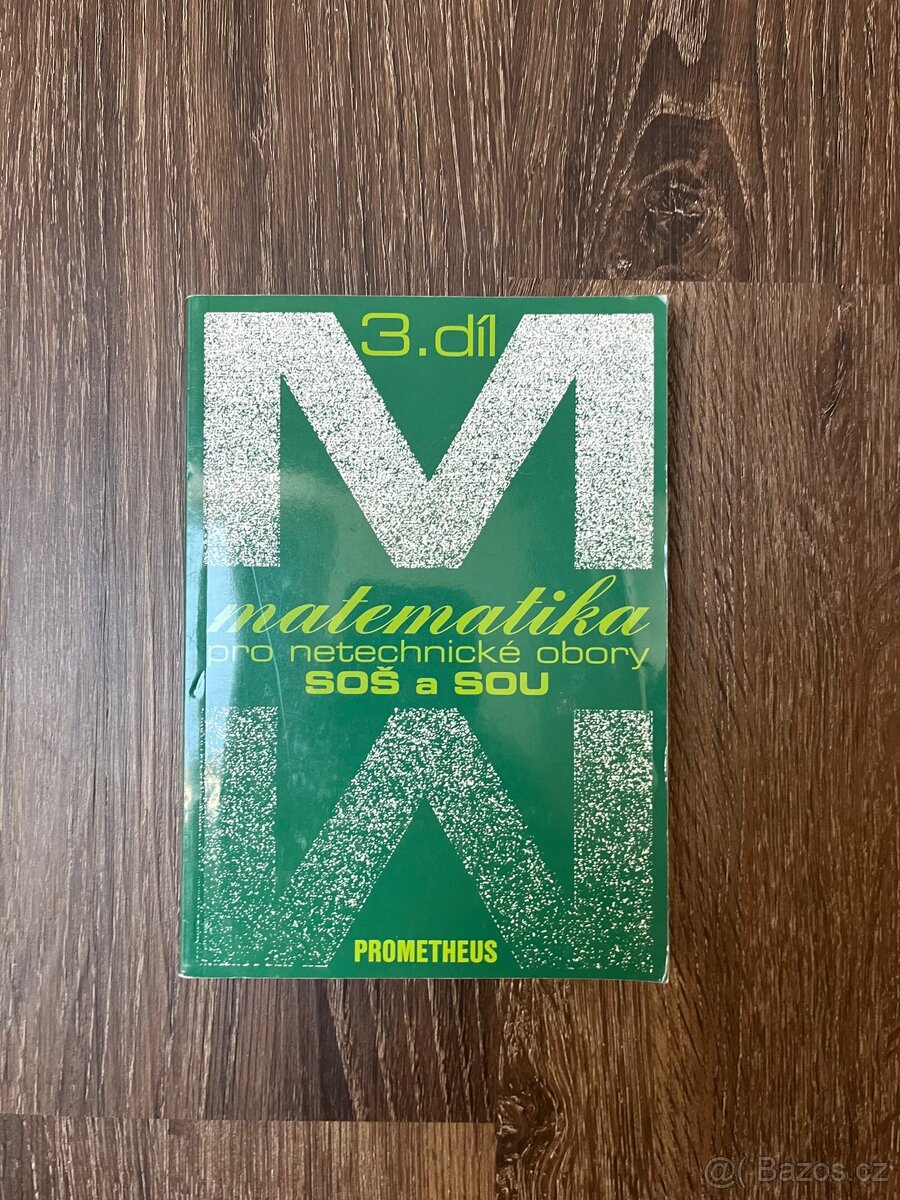 3.díl
M
matematika
pro netechnické obory
SOŠ a SOU
PROMETHEUS
@( Bazos.cz